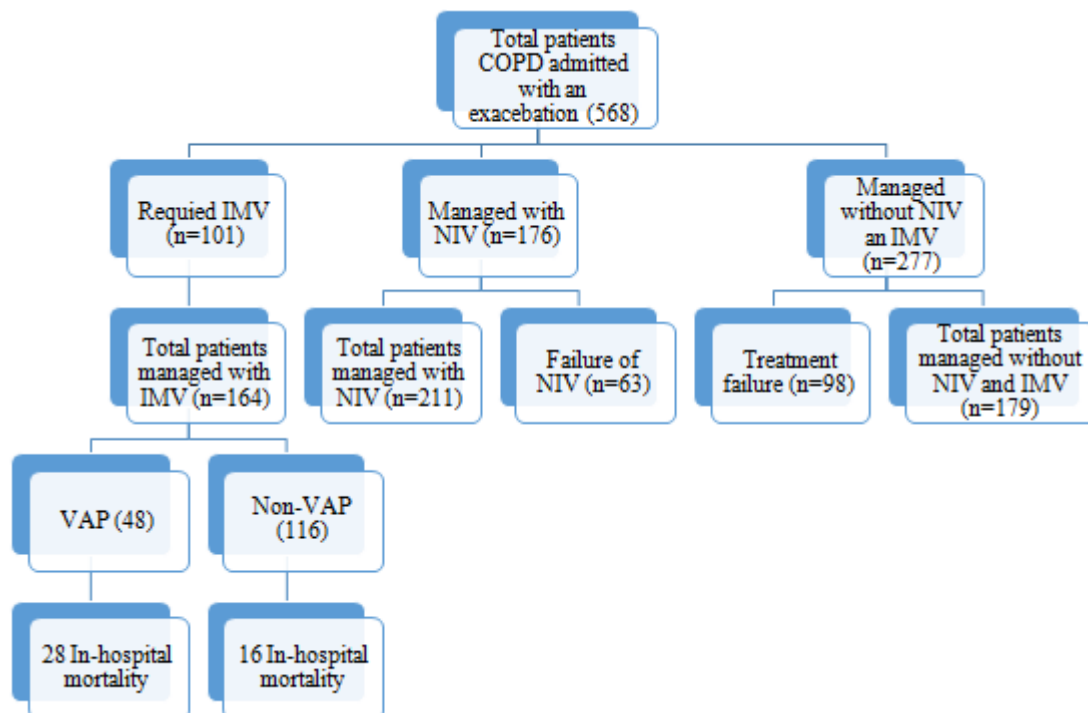 Total patients
COPD admitted
with an
exacebation (568)
Requied IMV
(n=101)
Managed with
NIV (n=176)
Managed
without NIV
an IMV
(n=277)
Total patients
managed with
IMV (n=164)
Total patients
managed with
NIV (n=211)
Failure of
NIV (n=63)
Treatment
failure (n=98)
Total patients
managed without
NIV and IMV
(n=179)
VAP (48)
Non-VAP
(116)
28 In-hospital
mortality
16 In-hospital
mortality